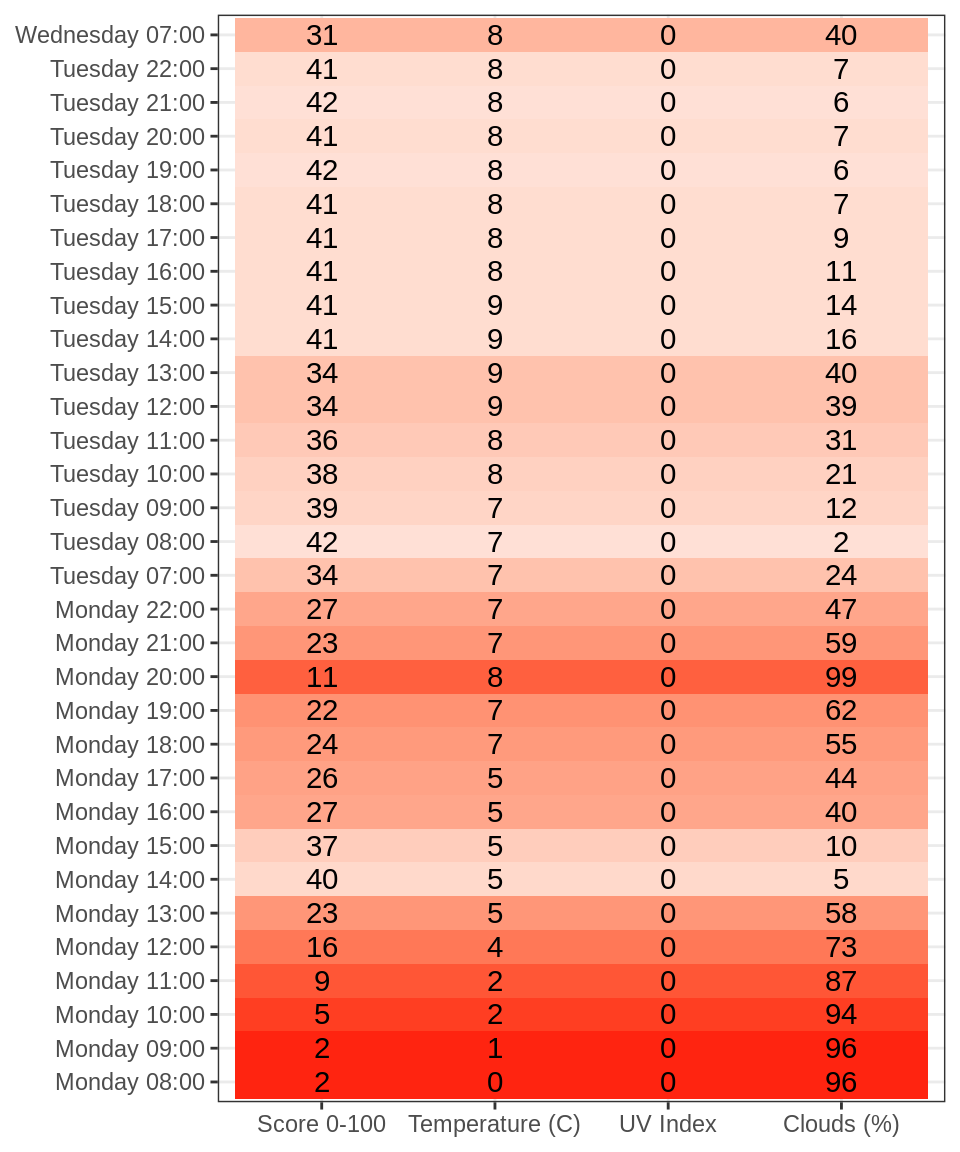 Wednesday 07:00 31 8 0 40
Tuesday 22:00 41 8 0 7
Tuesday 21:00 42 8 0 6
Tuesday 20:00 41 8 0 7
Tuesday 19:00 42 8 0 6
Tuesday 18:00 41 8 0 7
Tuesday 17:00 41 8 0 9
Tuesday 16:00 41 8 0 11
Tuesday 15:00 41 9 0 14
Tuesday 14:00 41 9 0 16
Tuesday 13:00 34 9 0 40
Tuesday 12:00 34 9 0 39
Tuesday 11:00 36 8 0 31
Tuesday 10:00 38 8 0 21
Tuesday 09:00 39 7 0 12
Tuesday 08:00 42 7 0 2
Tuesday 07:00 34 7 0 24
Monday 22:00 27 7 0 47
Monday 21:00 23 7 0 59
Monday 20:00 11 8 0 99
Monday 19:00 22 7 0 62
Monday 18:00 24 7 0 55
Monday 17:00 26 5 0 44
Monday 16:00 27 5 0 40
Monday 15:00 37 5 0 10
Monday 14:00 40 5 0 5
Monday 13:00 23 5 0 58
Monday 12:00 16 4 0 73
Monday 11:00 9 2 0 87
Monday 10:00 5 2 0 94
Monday 09:00 2 1 0 96
Monday 08:00 2 0 0 96
Score 0-100 Temperature (C) UV Index Clouds (%)